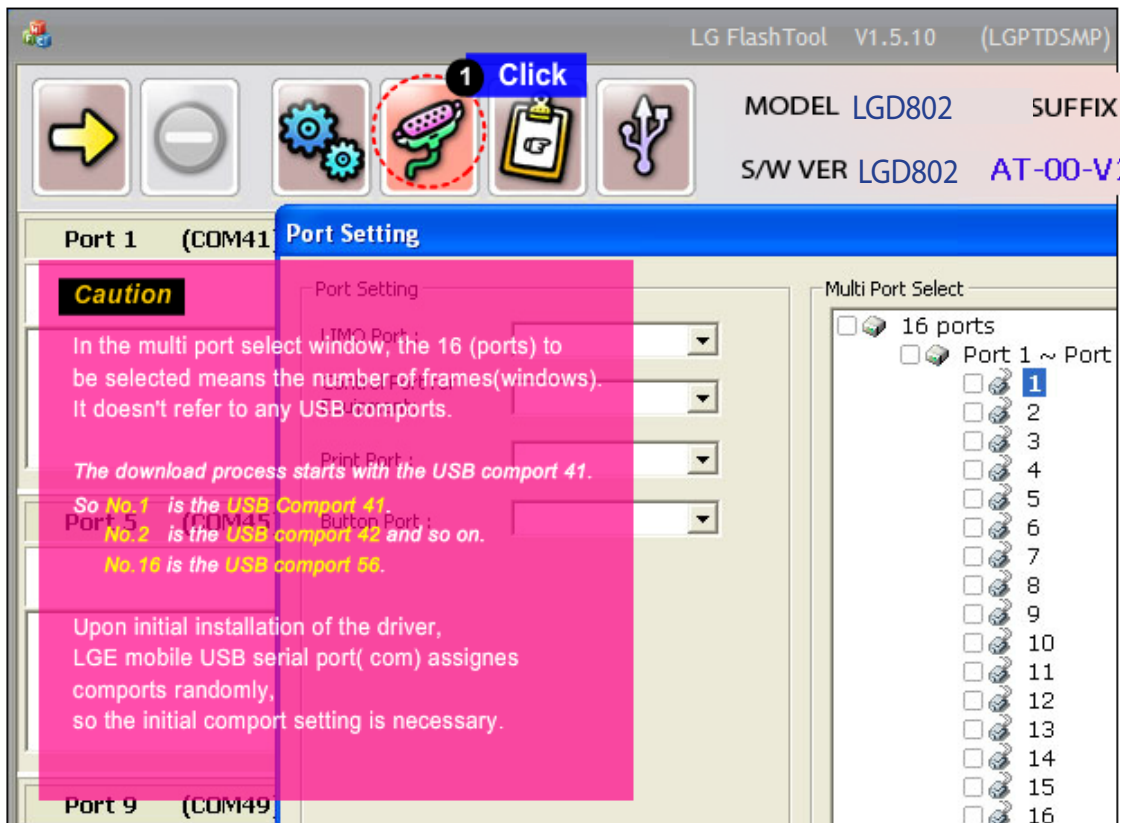 LG FlashTool V1.5.10 (LGPTDSMP)
1 Click
MODEL LGD802 SUFFIX
S/W VER LGD802 AT-00-V
Port 1 (COM41)
Port Setting
Caution
In the multi port select window, the 16 (ports) to
be selected means the number of frames(windows).
It doesn't refer to any USB comports.
The download process starts with the USB comport 41.
So No.1 is the USB Comport 41.
No.2 is the USB comport 42 and so on.
No.16 is the USB comport 56.
Upon initial installation of the driver,
LGE mobile USB serial port( com) assignes
comports randomly,
so the initial comport setting is necessary.
Port Setting
Print Port :
Button Port :
Port 5 (COM45
Port 9 (COM49)
Multi Port Select
16 ports
Port 1 ~ Port
1
2
3
4
5
6
7
8
9
10
11
12
13
14
15
16